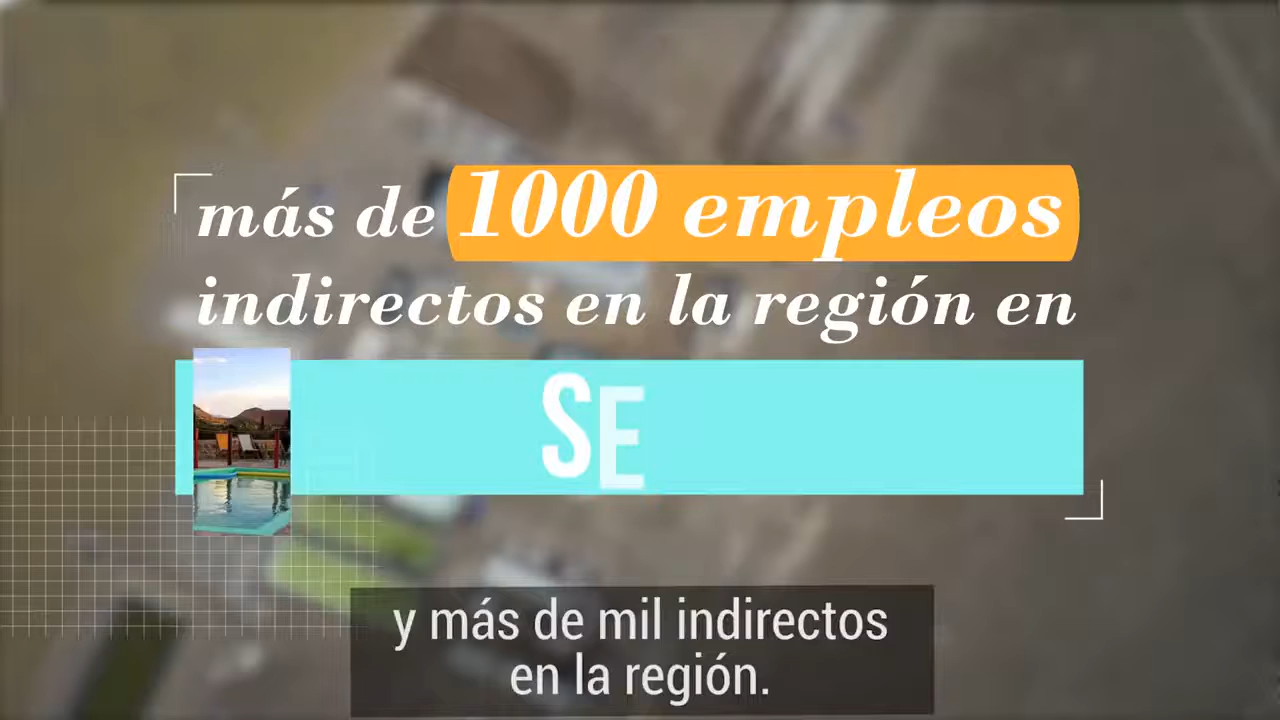 más de 1000 empleos
indirectos en la región en
SE
y más de mil indirectos
en la región.